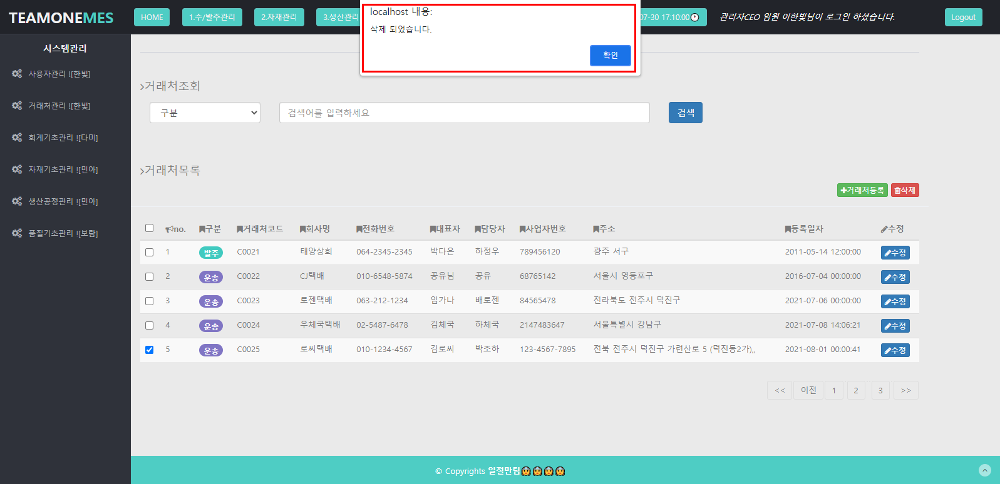 TEAMONEMES
HOME
1.수/발주관리
2.자재관리
3.생산관리
07-30 17:10:00
관리자CEO 임원 이한빛님이 로그인 하셨습니다.
Logout
localhost 내용:
삭제 되었습니다.
확인
시스템관리
사용자관리 ![한빛]
거래처관리 ![한빛]
회계기초관리 ![다미]
자재기초관리 ![민아]
생산공정관리 ![민아]
품질기초관리 ![보람]
>거래처조회
구분 검색어를 입력하세요 검색
>거래처목록
거래처등록 삭제
no. 구분 거래처코드 회사명 전화번호 대표자 담당자 사업자번호 주소 등록일자 수정
1 발주 C0021 태양상회 064-2345-2345 박다은 하정우 789456120 광주 서구 2011-05-14 12:00:00 수정
2 운송 C0022 CJ택배 010-6548-5874 공유님 공유 68765142 서울시 영등포구 2016-07-04 00:00:00 수정
3 운송 C0023 로젠택배 063-212-1234 임가나 배로젠 84565478 전라북도 전주시 덕진구 2021-07-06 00:00:00 수정
4 운송 C0024 우체국택배 02-5487-6478 김체국 하체국 2147483647 서울특별시 강남구 2021-07-08 14:06:21 수정
5 운송 C0025 로씨택배 010-1234-4567 김로씨 박조하 123-4567-7895 전북 전주시 덕진구 가련산로 5 (덕진동2가),, 2021-08-01 00:00:41 수정
<< 이전 1 2 3 >>
© Copyrights 일절만팀